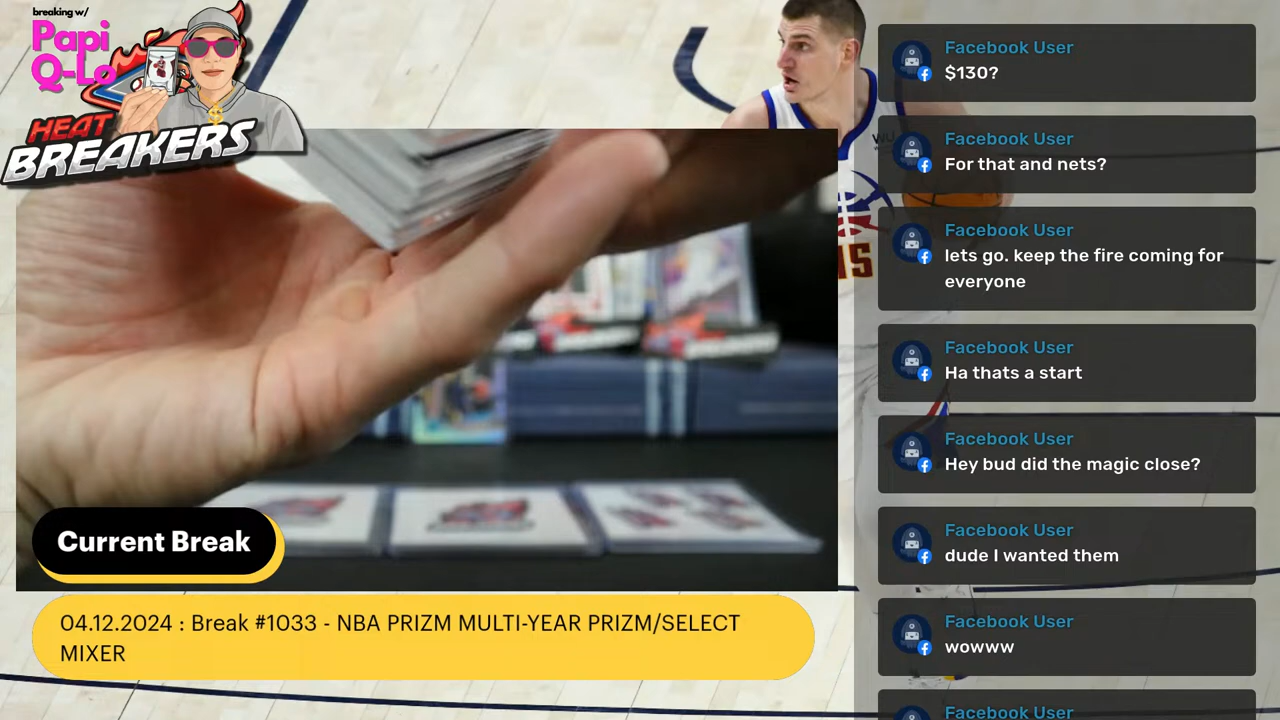 breaking w/
Papi
Q-Lo
HEAT
BREAKERS
Current Break
04.12.2024 : Break #1033 - NBA PRIZM MULTI-YEAR PRIZM/SELECT
MIXER
Facebook User
$130?
Facebook User
For that and nets?
Facebook User
lets go. keep the fire coming for
everyone
Facebook User
Ha thats a start
Facebook User
Hey bud did the magic close?
Facebook User
dude I wanted them
Facebook User
wowww
Facebook User